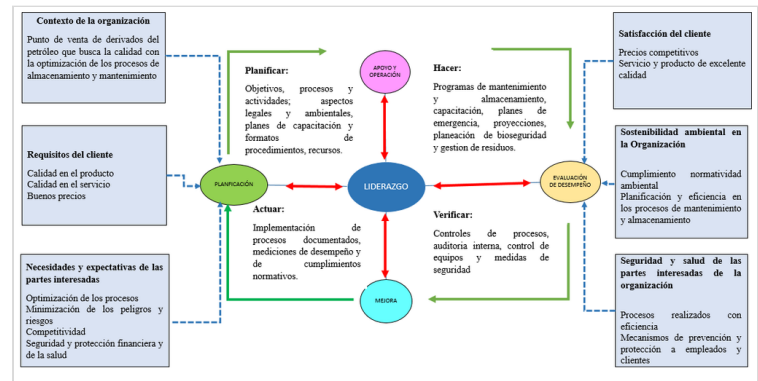 Contexto de la organización
Punto de venta de derivados del
petróleo que busca la calidad con
la optimización de los procesos de
almacenamiento y mantenimiento
Requisitos del cliente
Calidad en el producto
Calidad en el servicio
Buenos precios
Necesidades y expectativas de las
partes interesadas
Optimización de los procesos
Minimización de los peligros y
riesgos
Competitividad
Seguridad y protección financiera y
de la salud
PLANFICACIÓN
Planificar:
Objetivos, procesos y
actividades; aspectos
legales y ambientales,
planes de capacitación y
formatos de
procedimientos, recursos.
Actuar:
Implementación de
procesos documentados,
mediciones de desempeño y
de cumplimientos
normativos.
APOYO Y
OPERACIÓN
LIDERAZGO
MEJORA
Hacer:
Programas de mantenimiento
y almacenamiento,
capacitación, planes de
emergencia, proyecciones,
planeación de bioseguridad
y gestion de residuos.
Verificar:
Controles de procesos,
auditoria interna, control de
equipos y medidas de
seguridad
EVALUACIÓN
DE DESEMPEÑO
Satisfacción del cliente
Precios competitivos
Servicio y producto de excelente
calidad
Sostenibilidad ambiental en
la Organización
Cumplimiento normatividad
ambiental
Planificación y eficiencia en
los procesos de mantenimiento
y almacenamiento
Seguridad y salud de las
partes interesadas de la
organización
Procesos realizados con
eficiencia
Mecanismos de prevención y
protección a empleados y
clientes